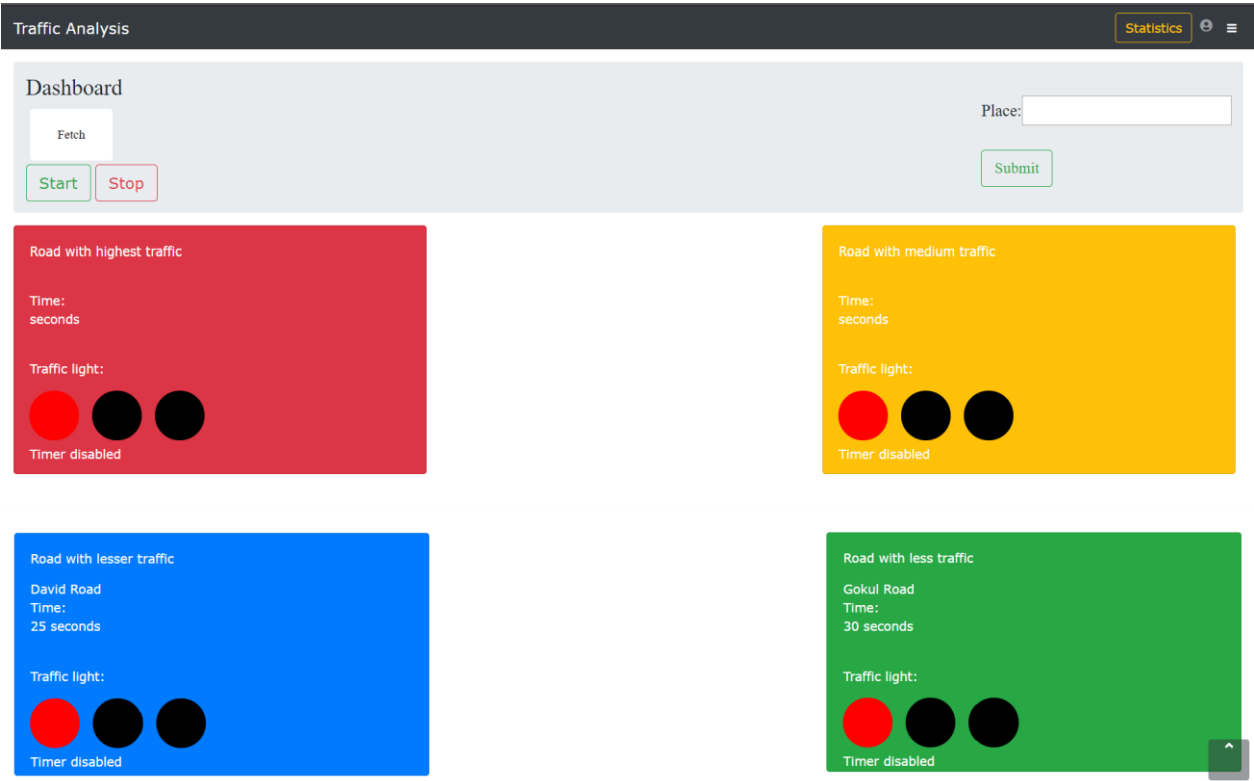 Traffic Analysis
Statistics
Dashboard
Fetch
Start Stop
Place:
Submit
Road with highest traffic
Time:
seconds
Traffic light:
Timer disabled
Road with medium traffic
Time:
seconds
Traffic light:
Timer disabled
Road with lesser traffic
David Road
Time:
25 seconds
Traffic light:
Timer disabled
Road with less traffic
Gokul Road
Time:
30 seconds
Traffic light:
Timer disabled